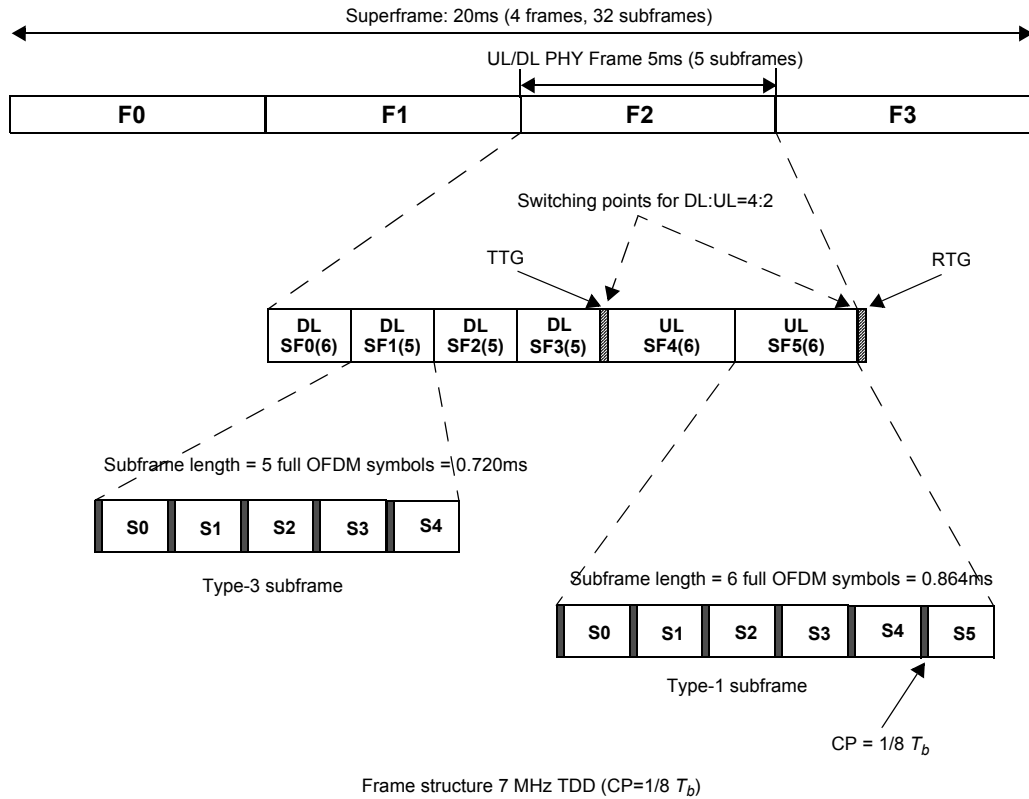 Superframe: 20ms (4 frames, 32 subframes)
UL/DL PHY Frame 5ms (5 subframes)
F0 F1 F2 F3
Switching points for DL:UL=4:2
TTG
RTG
DL SF0(6)
DL SF1(5)
DL SF2(5)
DL SF3(5)
UL SF4(6)
UL SF5(6)
Subframe length = 5 full OFDM symbols = 0.720ms
S0 S1 S2 S3 S4
Type-3 subframe
Subframe length = 6 full OFDM symbols = 0.864ms
S0 S1 S2 S3 S4 S5
Type-1 subframe
CP = 1/8 Tb
Frame structure 7 MHz TDD (CP=1/8 Tb)